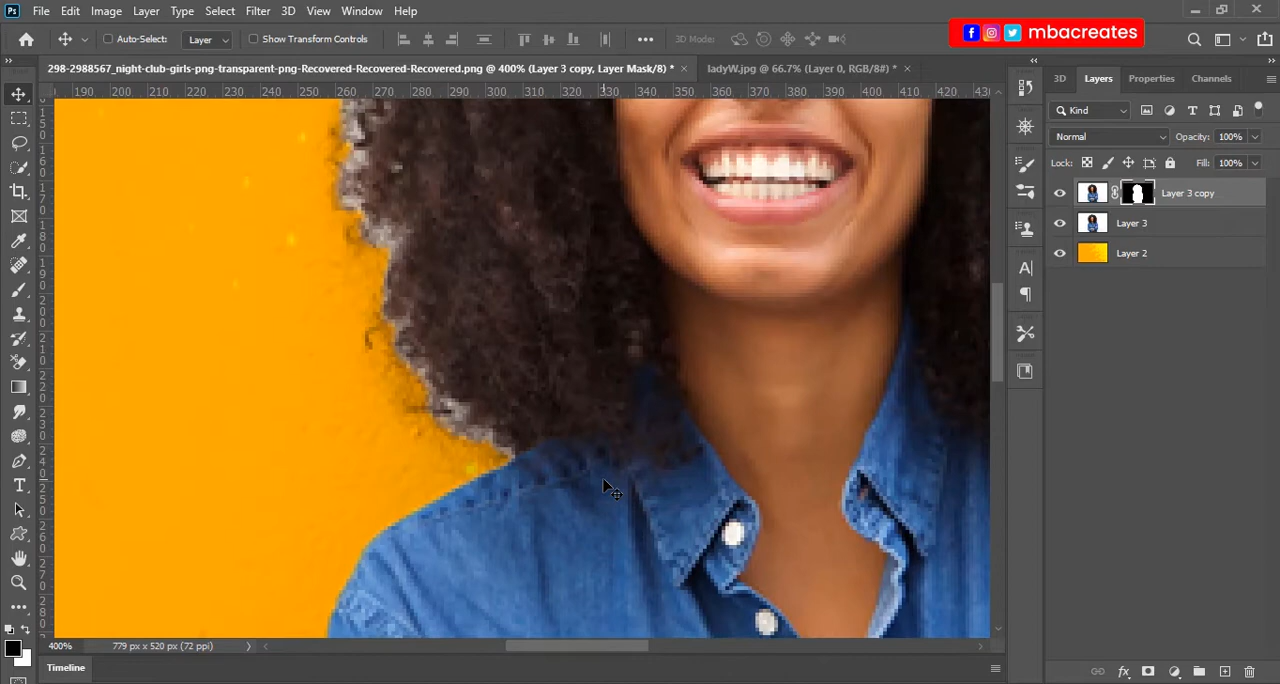 Ps File Edit Image Layer Type Select Filter 3D View Window Help
Auto-Select: Layer Show Transform Controls 3D Mode: mbacreates
298-2988567_night-club-girls-png-transparent-png-Recovered-Recovered-Recovered.png @ 400% (Layer 3 copy, Layer Mask/8) * × ladyW.jpg @ 66.7% (Layer 0, RGB/8#) * ×
190 200 210 220 230 240 250 260 270 280 290 300 310 320 330 340 350 360 370 380 390 400 410 420 430
3D Layers Properties Channels
Kind
Normal Opacity: 100%
Lock: Fill: 100%
Layer 3 copy
Layer 3
Layer 2
400% 779 px x 520 px (72 ppi)
Timeline